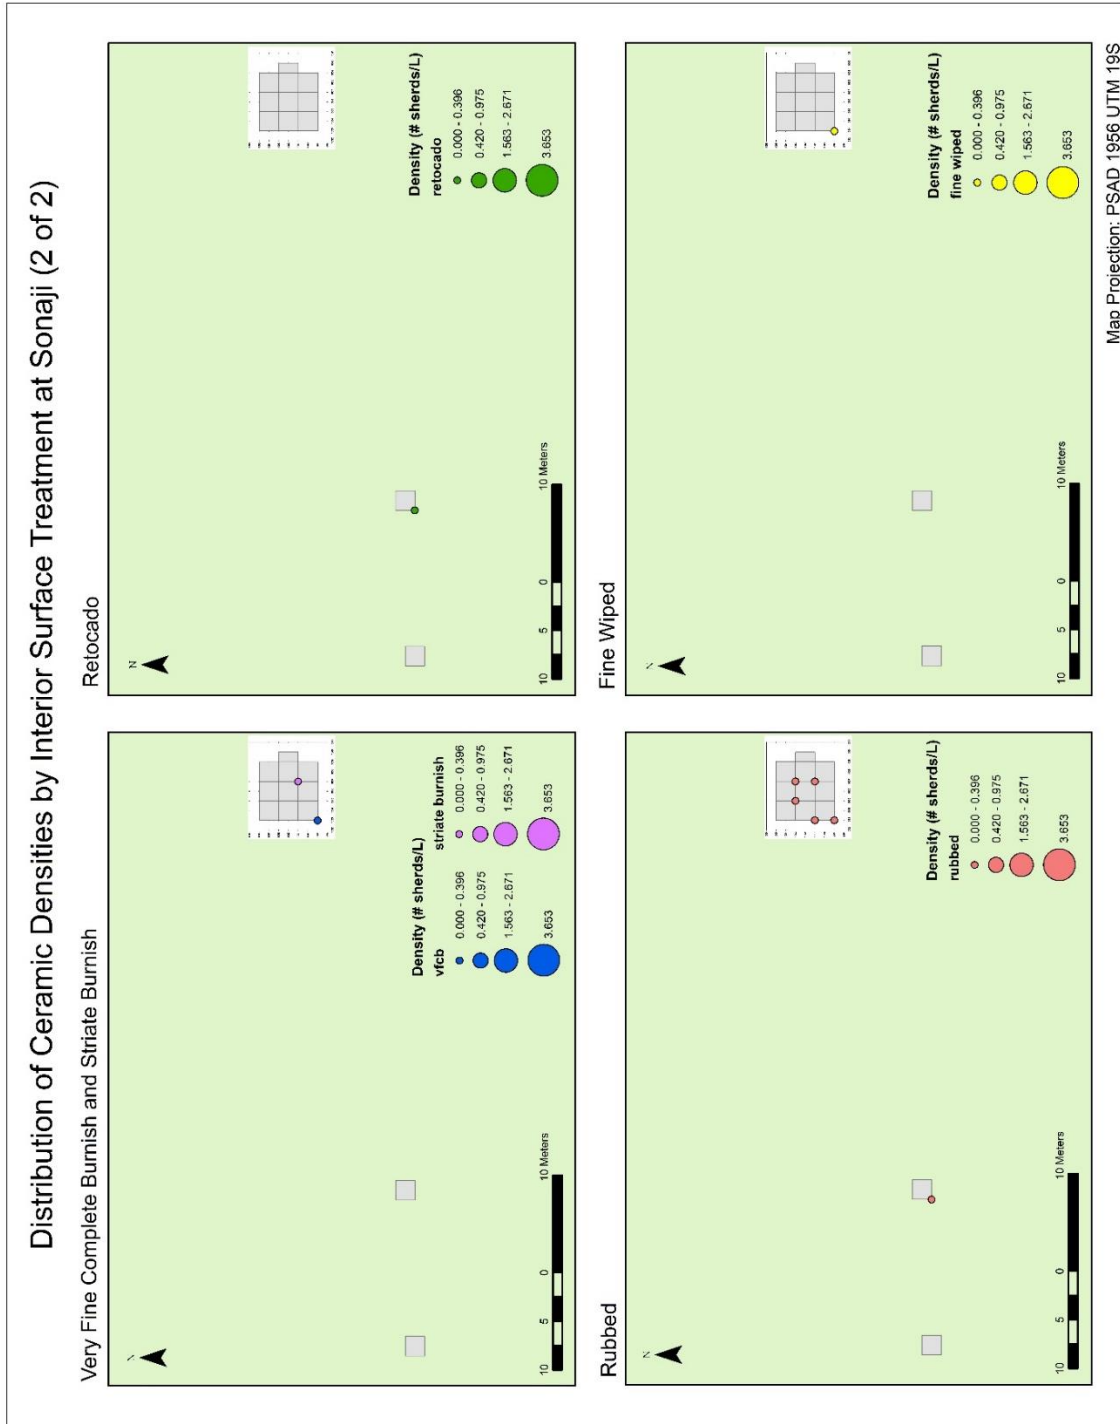 Distribution of Ceramic Densities by Interior Surface Treatment at Sonaji (2 of 2)
Very Fine Complete Burnish and Striate Burnish
N
Density (# sherds/L)
vfcb
0.000 - 0.396
0.420 - 0.975
1.563 - 2.671
3.653
striate burnish
0.000 - 0.396
0.420 - 0.975
1.563 - 2.671
3.653
10 5 0 10 Meters
Retocado
N
Density (# sherds/L)
retocado
0.000 - 0.396
0.420 - 0.975
1.563 - 2.671
3.653
10 5 0 10 Meters
Rubbed
N
Density (# sherds/L)
rubbed
0.000 - 0.396
0.420 - 0.975
1.563 - 2.671
3.653
10 5 0 10 Meters
Fine Wiped
N
Density (# sherds/L)
fine wiped
0.000 - 0.396
0.420 - 0.975
1.563 - 2.671
3.653
10 5 0 10 Meters
Map Projection: PSAD 1956 UTM 19S